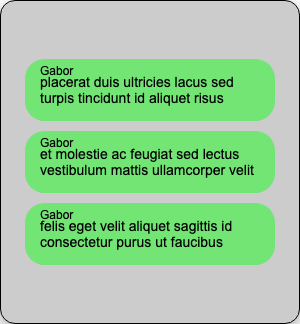 Gabor
placerat duis ultricies lacus sed
turpis tincidunt id aliquet risus
Gabor
et molestie ac feugiat sed lectus
vestibulum mattis ullamcorper velit
Gabor
felis eget velit aliquet sagittis id
consectetur purus ut faucibus